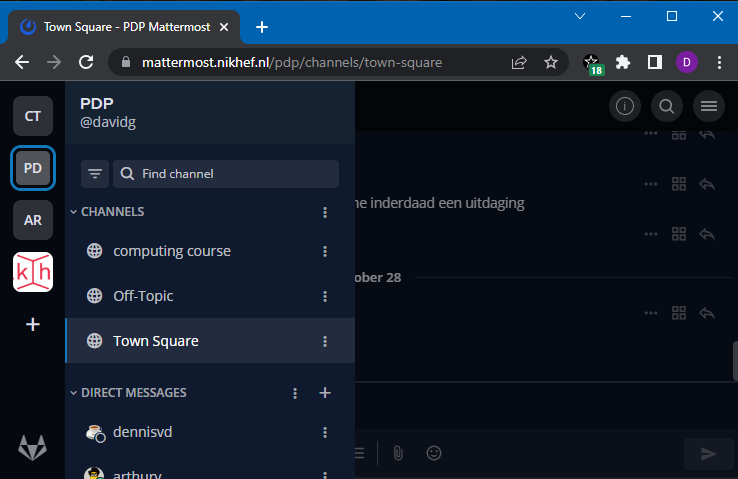 Town Square - PDP Mattermost
mattermost.nikhef.nl/pdp/channels/town-square
18
D
CT
PD
AR
k h
PDP
@davidg
Find channel
CHANNELS
computing course
Off-Topic
Town Square
DIRECT MESSAGES
dennisvd
arthurv
ne inderdaad een uitdaging
ober 28